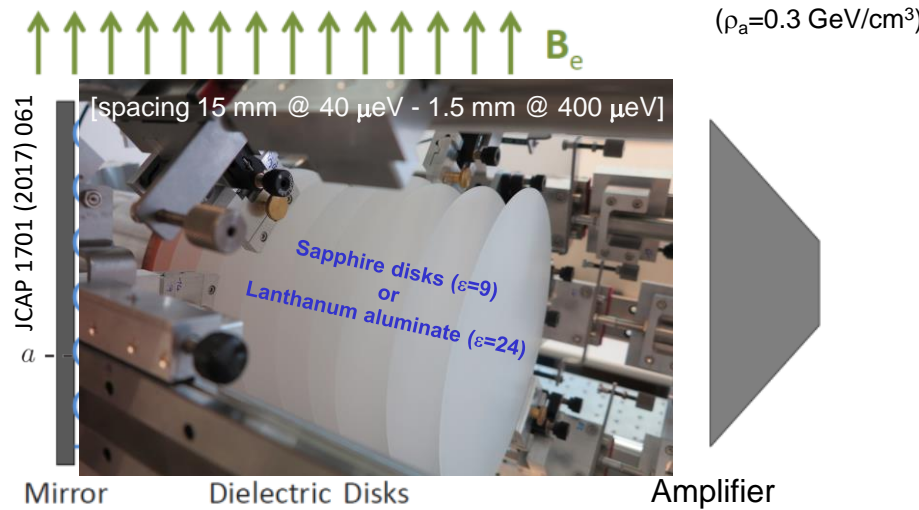 (ρₐ=0.3 GeV/cm³)
Bₑ
[spacing 15 mm @ 40 μeV - 1.5 mm @ 400 μeV]
JCAP 1701 (2017) 061
Sapphire disks (ε=9)
or
Lanthanum aluminate (ε=24)
a
Mirror
Dielectric Disks
Amplifier